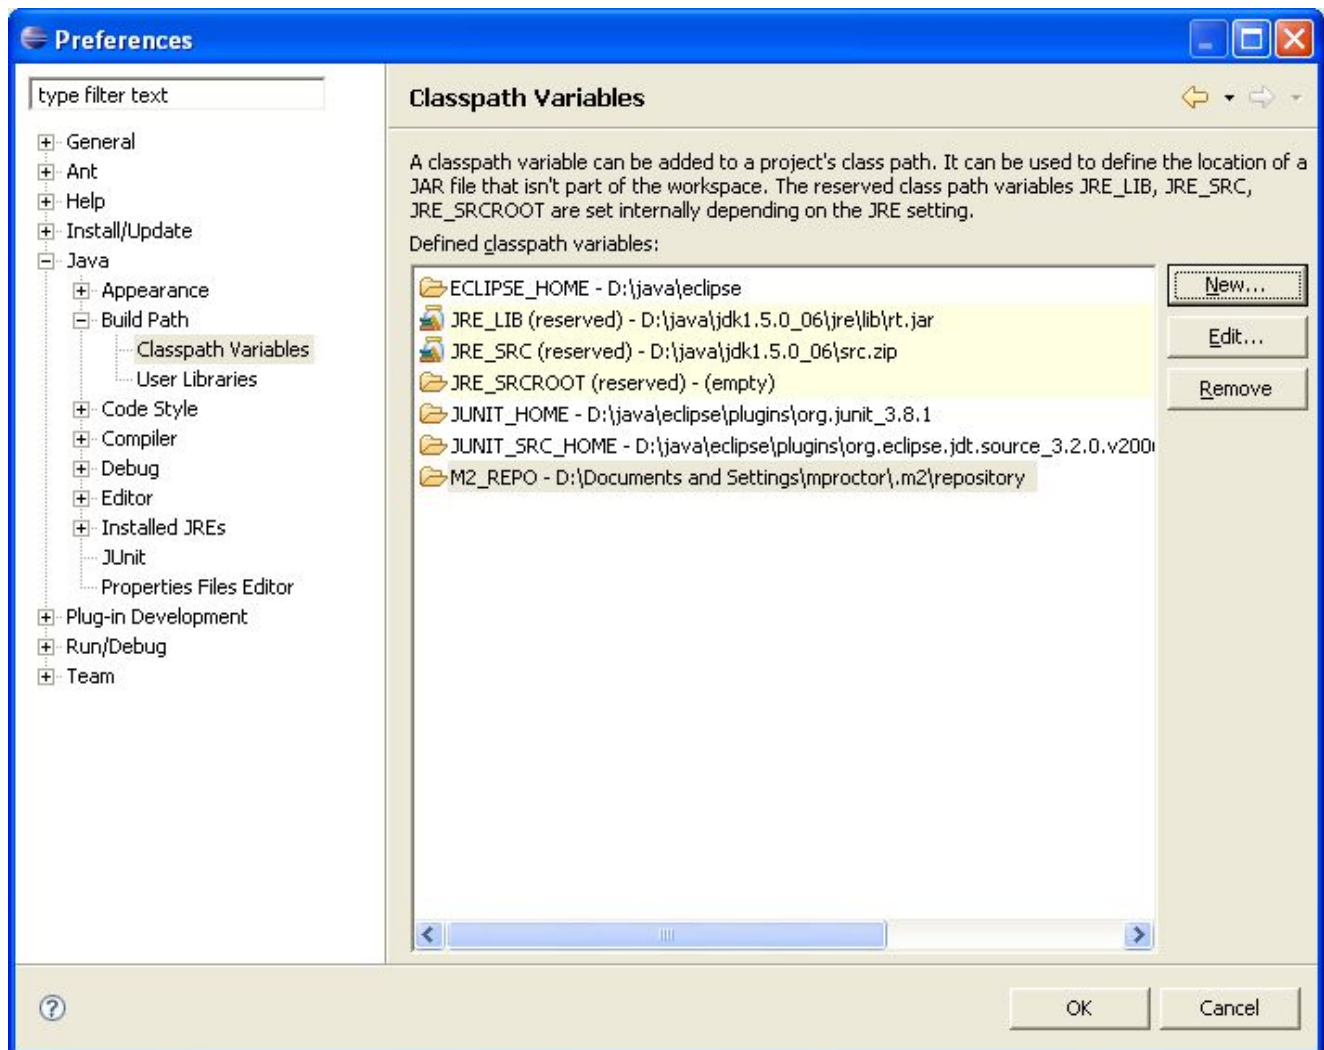 Preferences
type filter text
General
Ant
Help
Install/Update
Java
Appearance
Build Path
Classpath Variables
User Libraries
Code Style
Compiler
Debug
Editor
Installed JREs
JUnit
Properties Files Editor
Plug-in Development
Run/Debug
Team
Classpath Variables
A classpath variable can be added to a project's class path. It can be used to define the location of a
JAR file that isn't part of the workspace. The reserved class path variables JRE_LIB, JRE_SRC,
JRE_SRCROOT are set internally depending on the JRE setting.
Defined classpath variables:
ECLIPSE_HOME - D:\java\eclipse
JRE_LIB (reserved) - D:\java\jdk1.5.0_06\jre\lib\rt.jar
JRE_SRC (reserved) - D:\java\jdk1.5.0_06\src.zip
JRE_SRCROOT (reserved) - (empty)
JUNIT_HOME - D:\java\eclipse\plugins\org.junit_3.8.1
JUNIT_SRC_HOME - D:\java\eclipse\plugins\org.eclipse.jdt.source_3.2.0.v200
M2_REPO - D:\Documents and Settings\mproctor\.m2\repository
New...
Edit...
Remove
OK
Cancel